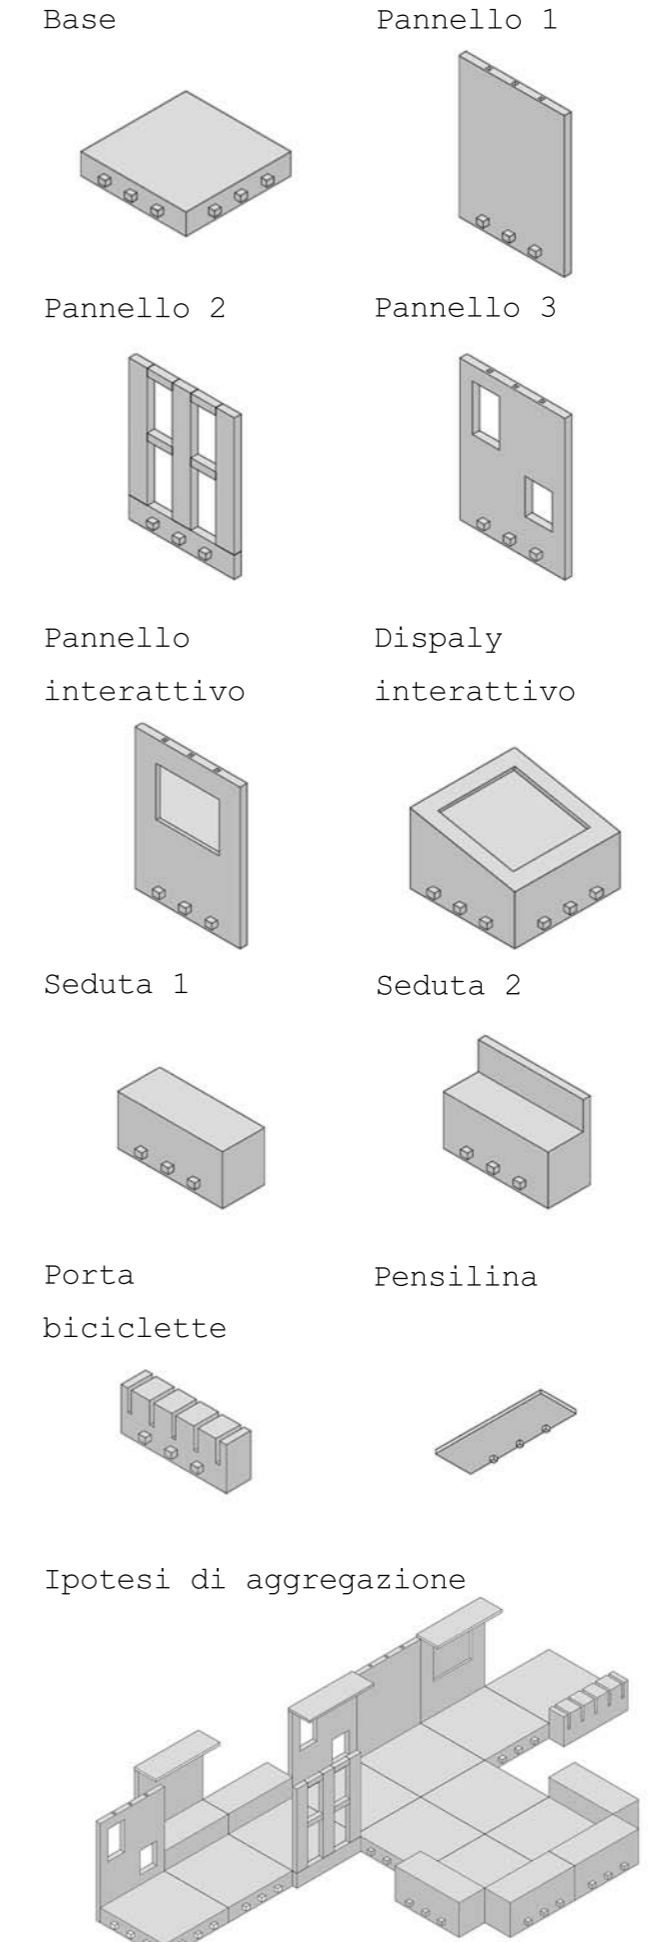 Base
Pannello 1
Pannello 2
Pannello 3
Pannello
interattivo
Dispaly
interattivo
Seduta 1
Seduta 2
Porta
biciclette
Pensilina
Ipotesi di aggregazione